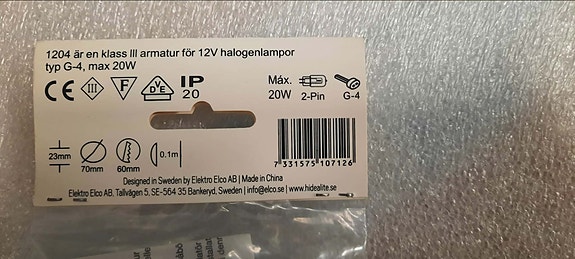 1204 är en klass III armatur för 12V halogenlampor
typ G-4, max 20W
CE III F DVE IP 20
Máx. 20W 2-Pin G-4
23mm 70mm 60mm 0.1m
7 331575 107126
Designed in Sweden by Elektro Elco AB | Made in China
Elektro Elco AB, Tallvägen 5, SE-564 35 Bankeryd, Sweden | info@elco.se | www.hidealite.se